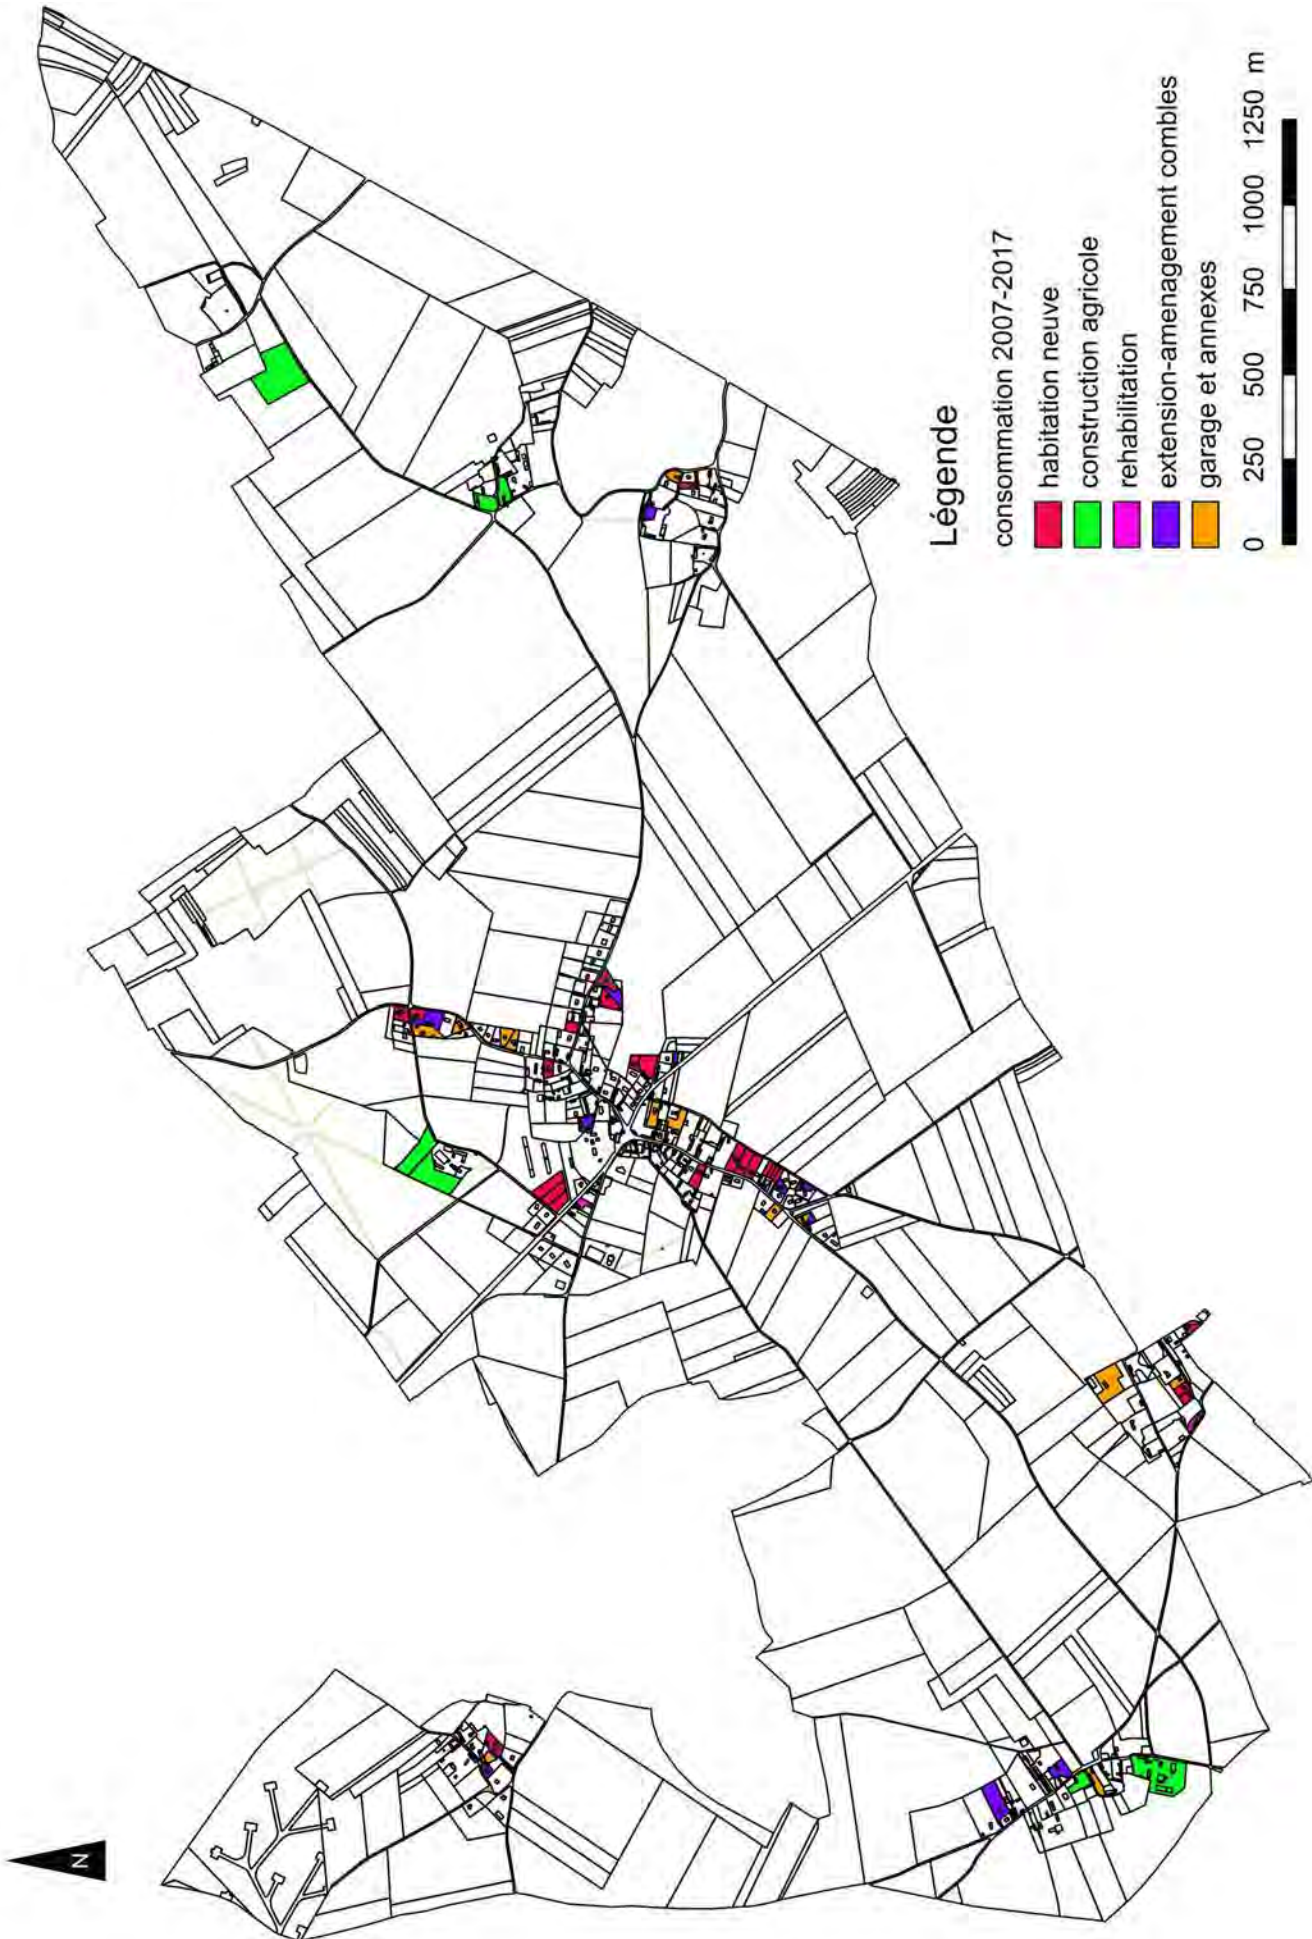 N
Légende
consommation 2007-2017
habitation neuve
construction agricole
rehabilitation
extension-amenagement combles
garage et annexes
0 250 500 750 1000 1250 m